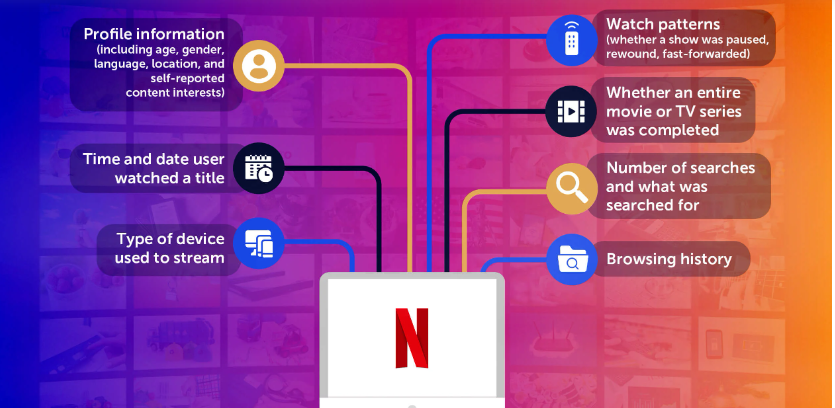 Profile information
(including age, gender,
language, location, and
self-reported
content interests)
Time and date user
watched a title
Type of device
used to stream
Watch patterns
(whether a show was paused,
rewound, fast-forwarded)
Whether an entire
movie or TV series
was completed
Number of searches
and what was
searched for
Browsing history
N